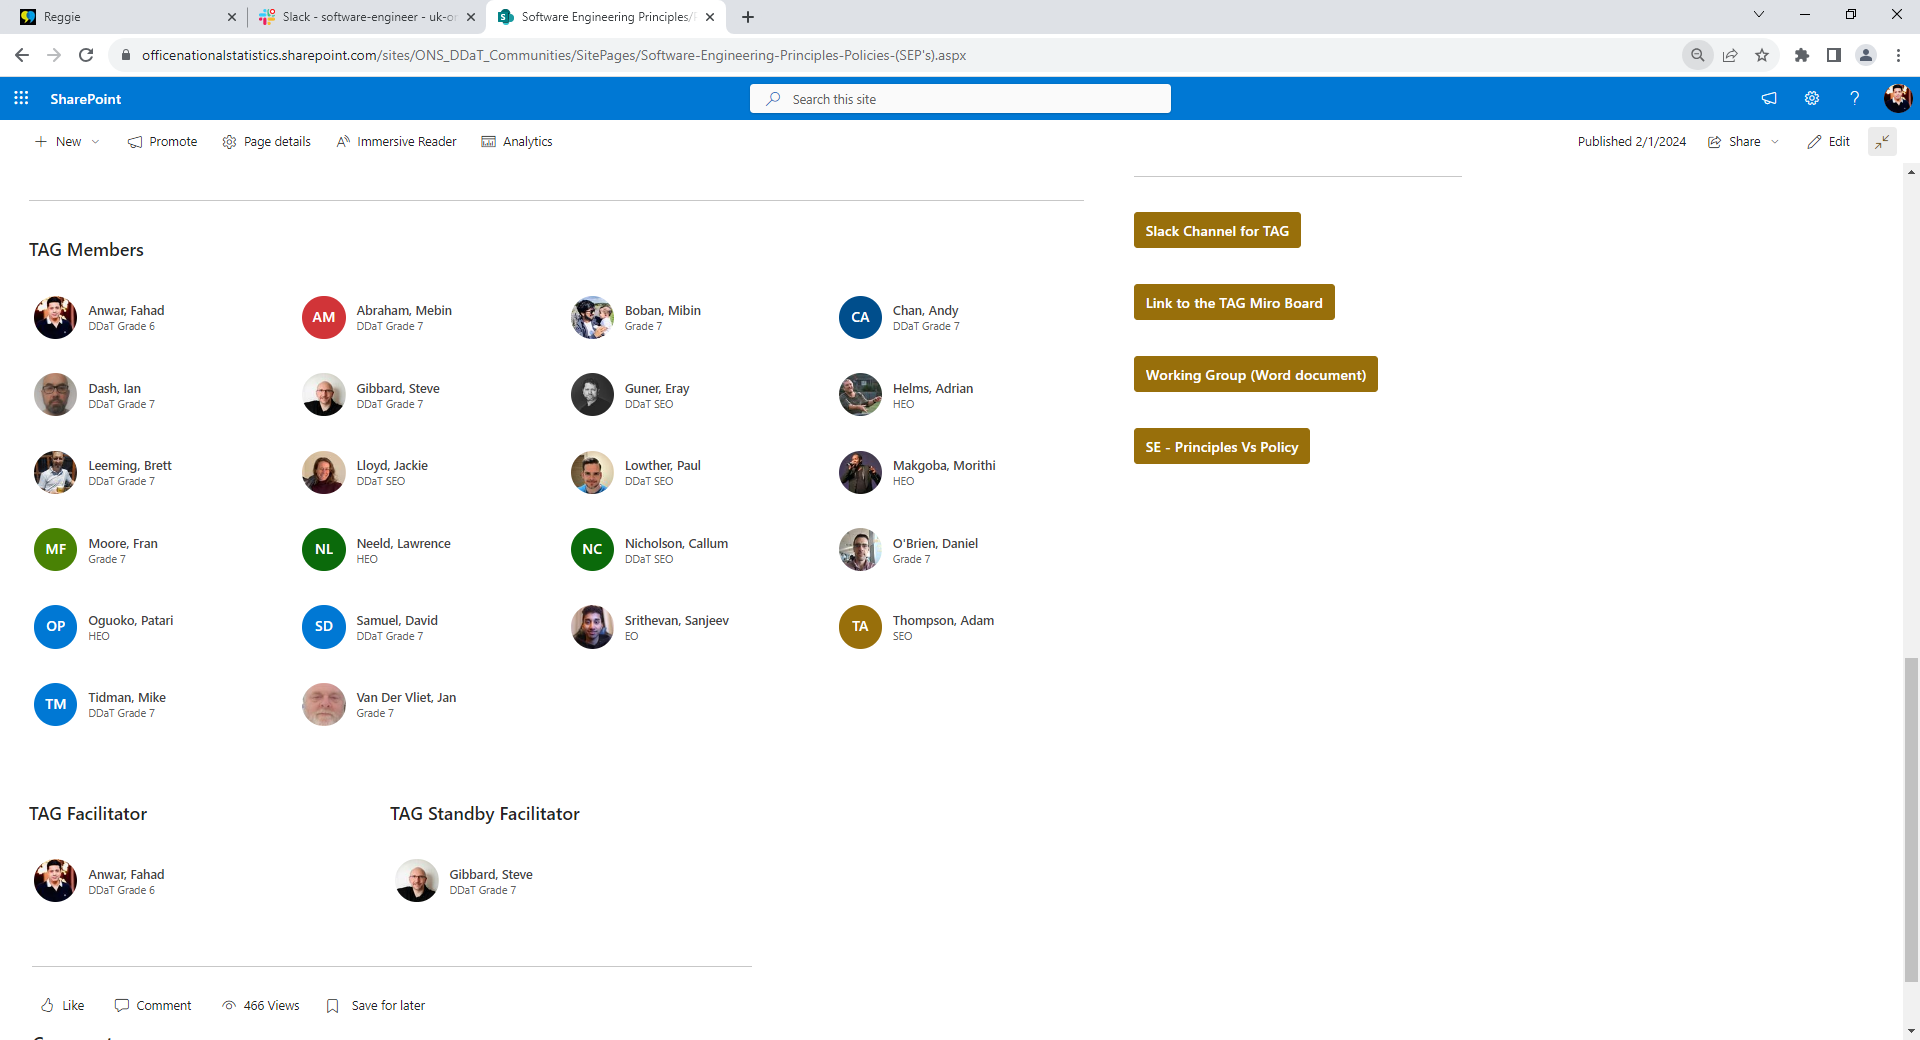 Reggie
Slack - software-engineer - uk-or
Software Engineering Principles/
officenationalstatistics.sharepoint.com/sites/ONS_DDaT_Communities/SitePages/Software-Engineering-Principles-Policies-(SEP's).aspx
SharePoint
Search this site
New
Promote
Page details
Immersive Reader
Analytics
Published 2/1/2024
Share
Edit
TAG Members
Anwar, Fahad
DDaT Grade 6
AM
Abraham, Mebin
DDaT Grade 7
Boban, Mibin
Grade 7
CA
Chan, Andy
DDaT Grade 7
Dash, Ian
DDaT Grade 7
Gibbard, Steve
DDaT Grade 7
Guner, Eray
DDaT SEO
Helms, Adrian
HEO
Leeming, Brett
DDaT Grade 7
Lloyd, Jackie
DDaT SEO
Lowther, Paul
DDaT SEO
Makgoba, Morithi
HEO
MF
Moore, Fran
Grade 7
NL
Neeld, Lawrence
HEO
NC
Nicholson, Callum
DDaT SEO
O'Brien, Daniel
Grade 7
OP
Oguoko, Patari
HEO
SD
Samuel, David
DDaT Grade 7
Srithevan, Sanjeev
EO
TA
Thompson, Adam
SEO
TM
Tidman, Mike
DDaT Grade 7
Van Der Vliet, Jan
Grade 7
Slack Channel for TAG
Link to the TAG Miro Board
Working Group (Word document)
SE - Principles Vs Policy
TAG Facilitator
Anwar, Fahad
DDaT Grade 6
TAG Standby Facilitator
Gibbard, Steve
DDaT Grade 7
Like
Comment
466 Views
Save for later